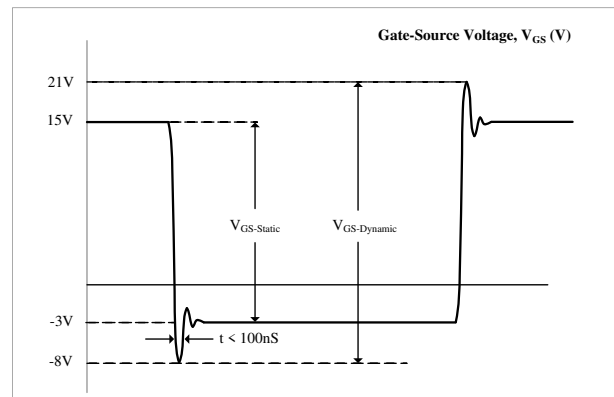 Gate-Source Voltage, VGS (V)
21V
15V
VGS-Static
VGS-Dynamic
-3V
t < 100nS
-8V